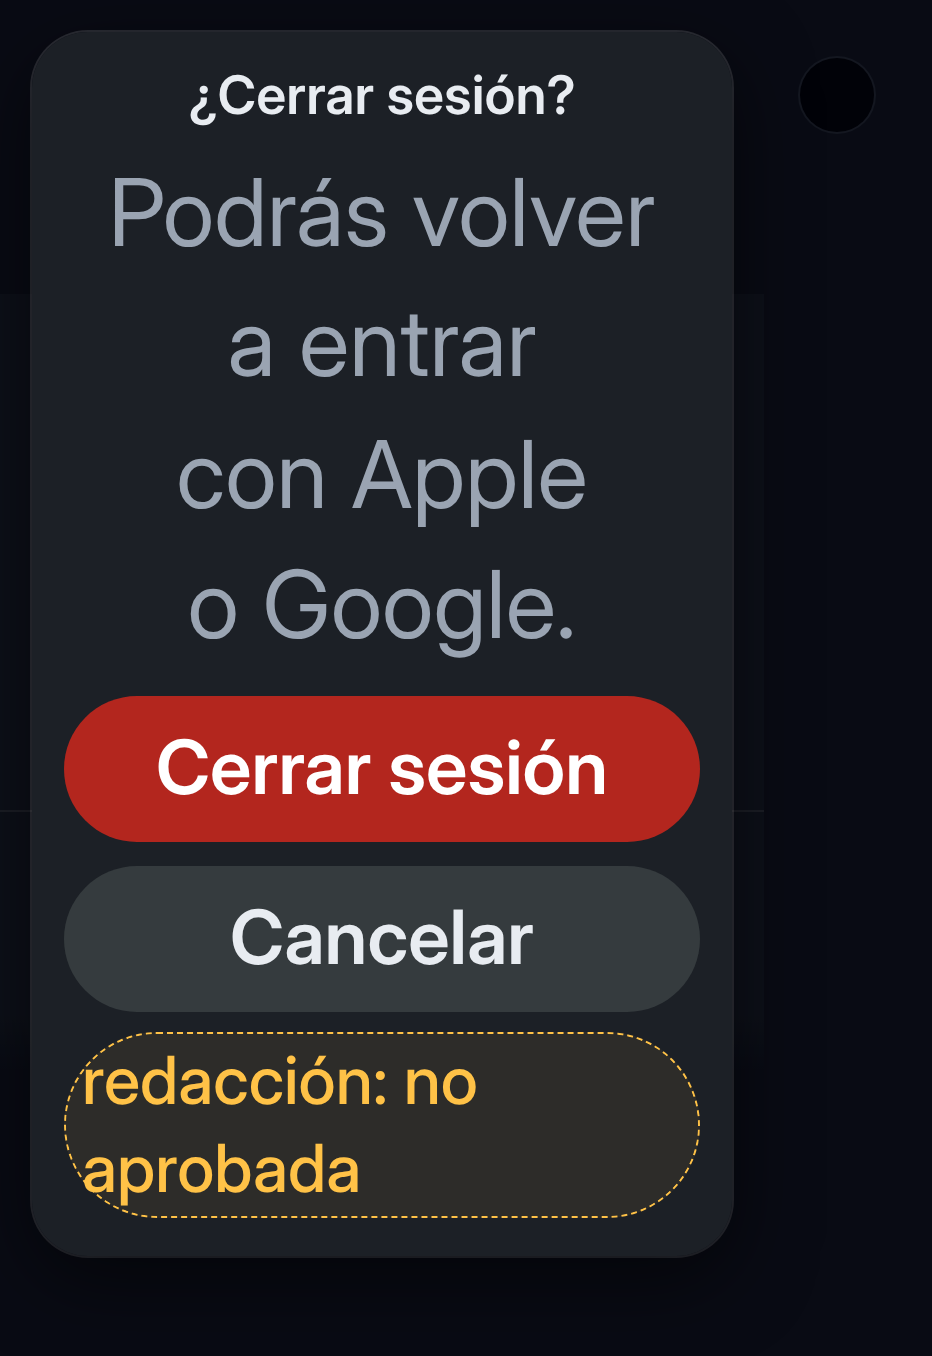 ¿Cerrar sesión?
Podrás volver
a entrar
con Apple
o Google.
Cerrar sesión
Cancelar
redacción: no
aprobada